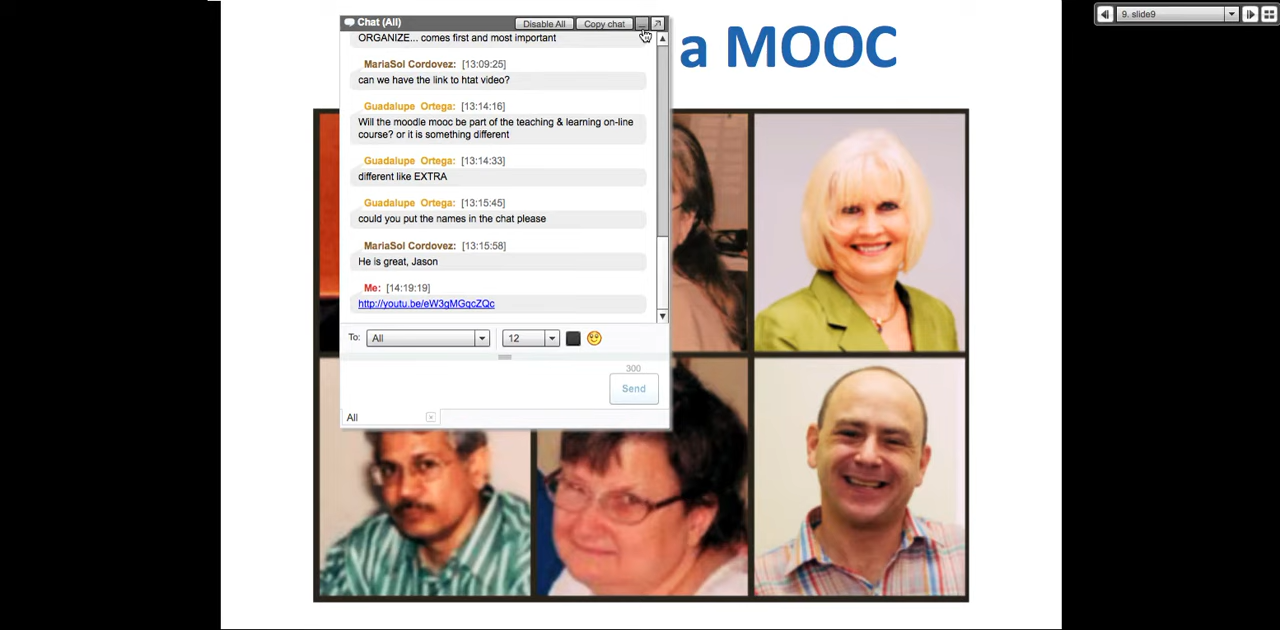 Chat (All)
Disable All
Copy chat
9. slide9
a MOOC
ORGANIZE... comes first and most important
MariaSol Cordovez: [13:09:25]
can we have the link to htat video?
Guadalupe Ortega: [13:14:16]
Will the moodle mooc be part of the teaching & learning on-line
course? or it is something different
Guadalupe Ortega: [13:14:33]
different like EXTRA
Guadalupe Ortega: [13:15:45]
could you put the names in the chat please
MariaSol Cordovez: [13:15:58]
He is great, Jason
Me: [14:19:19]
http://youtu.be/eW3gMGqcZQc
To: All 12
300
Send
All